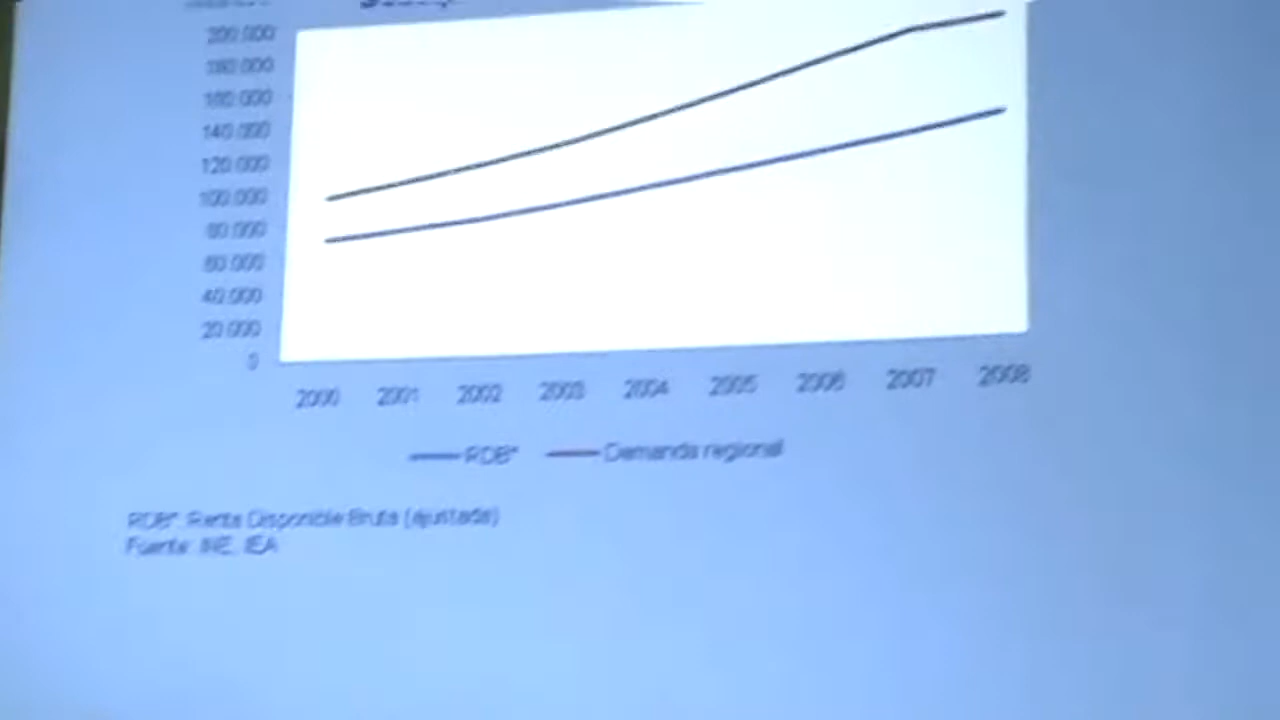 200.000
180.000
160.000
140.000
120.000
100.000
80.000
60.000
40.000
20.000
0
2000 2001 2002 2003 2004 2005 2006 2007 2008
RDB* Demanda regional
RDB*: Renta Disponible Bruta (ajustada)
Fuente: INE, IEA